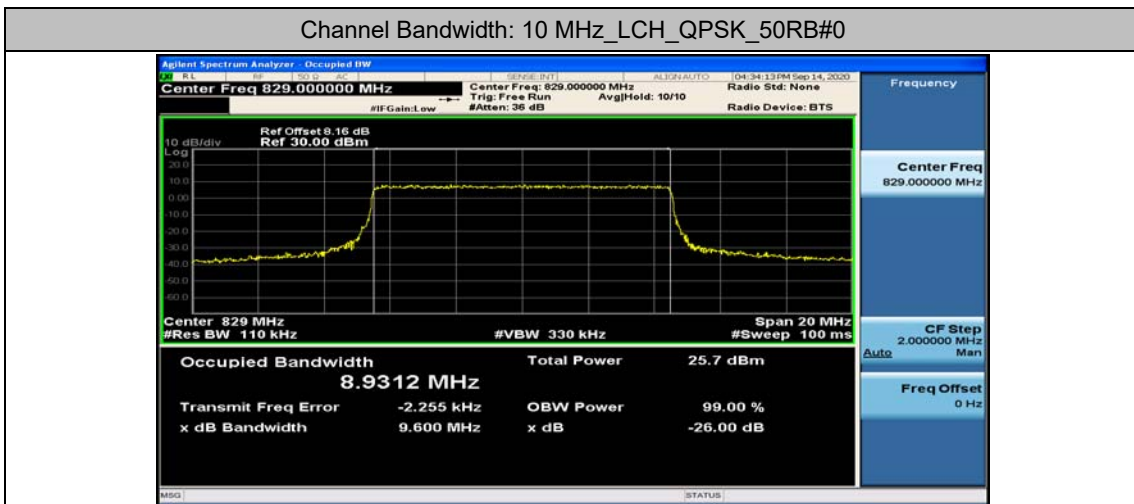 Channel Bandwidth: 10 MHz_LCH_QPSK_50RB#0
Agilent Spectrum Analyzer - Occupied BW
RL RF 50 Ω AC SENSE:INT ALIGNAUTO 04:34:13 PM Sep 14, 2020
Center Freq 829.000000 MHz
Center Freq: 829.000000 MHz Radio Std: None
Trig: Free Run Avg|Hold: 10/10
#IFGain:Low #Atten: 36 dB Radio Device: BTS
Frequency
Ref Offset 8.16 dB
10 dB/div Ref 30.00 dBm
Log
20.0
10.0
0.00
-10.0
-20.0
-30.0
-40.0
-50.0
-60.0
Center Freq
829.000000 MHz
Center 829 MHz Span 20 MHz
#Res BW 110 kHz #VBW 330 kHz #Sweep 100 ms
CF Step
2.000000 MHz
Auto Man
Occupied Bandwidth Total Power 25.7 dBm
8.9312 MHz
Freq Offset
0 Hz
Transmit Freq Error -2.255 kHz OBW Power 99.00 %
x dB Bandwidth 9.600 MHz x dB -26.00 dB
MSG STATUS